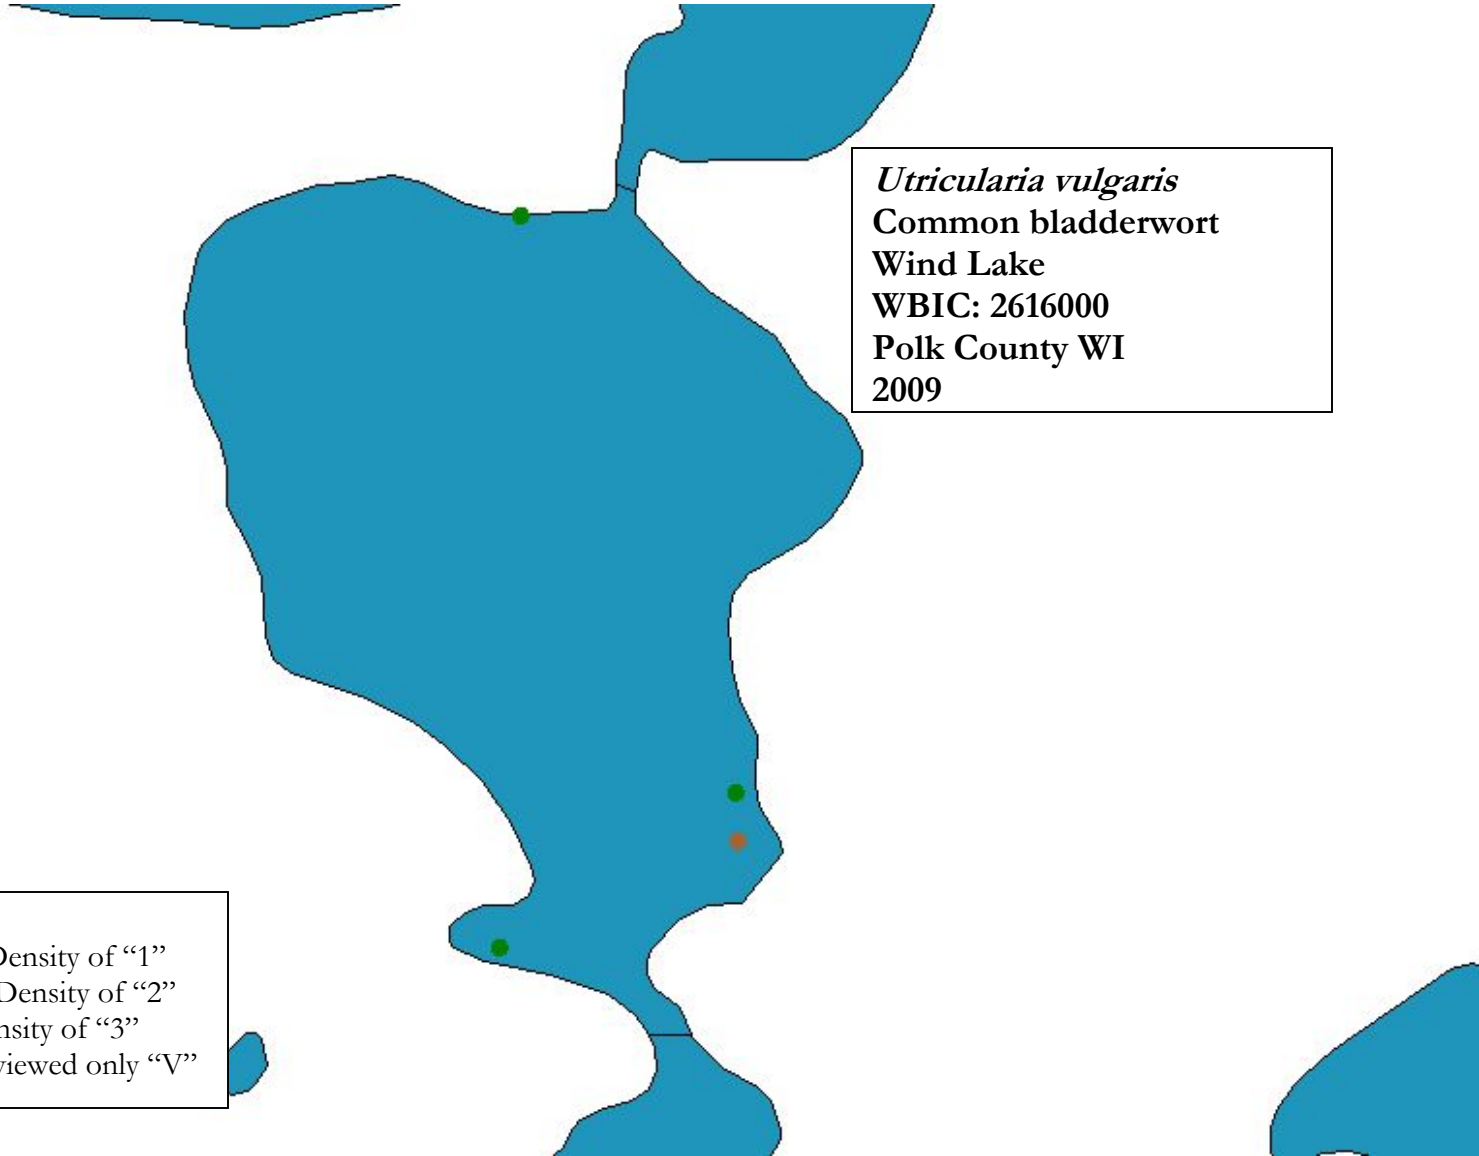 Utricularia vulgaris
Common bladderwort
Wind Lake
WBIC: 2616000
Polk County WI
2009
Density of “1”
Density of “2”
nsity of “3”
viewed only “V”